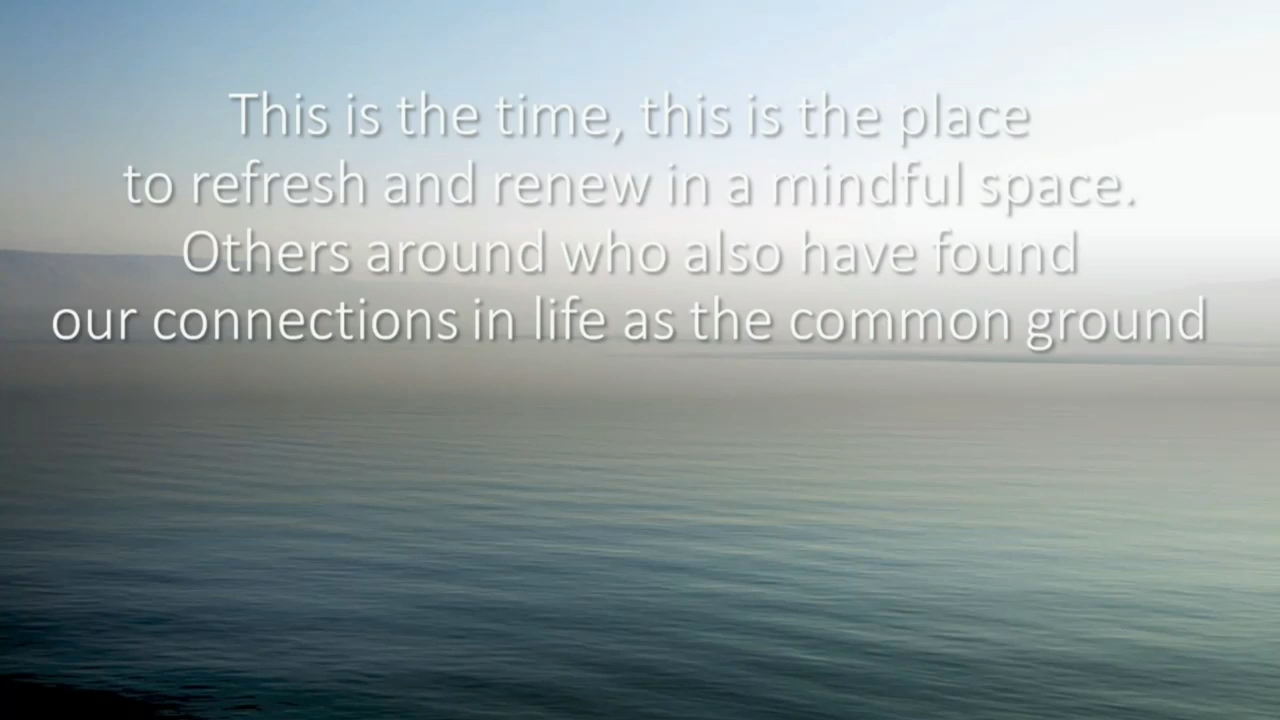 This is the time, this is the place
to refresh and renew in a mindful space.
Others around who also have found
our connections in life as the common ground